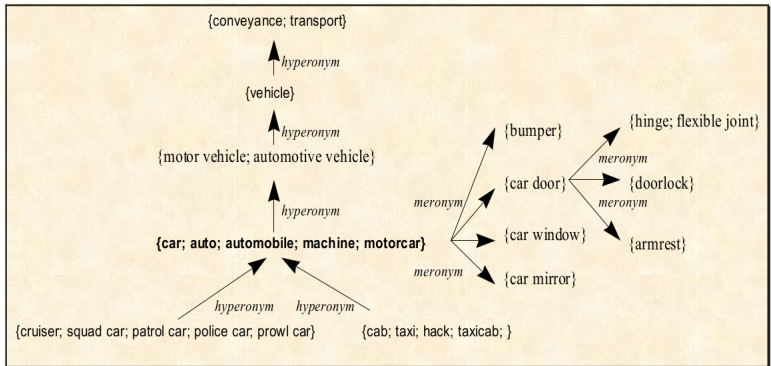 {conveyance; transport}
hyperonym
{vehicle}
hyperonym
{motor vehicle; automotive vehicle}
hyperonym
{car; auto; automobile; machine; motorcar}
hyperonym
hyperonym
{cruiser; squad car; patrol car; police car; prowl car}
{cab; taxi; hack; taxicab; }
meronym
meronym
{bumper}
{car door}
{car window}
{car mirror}
meronym
meronym
{hinge; flexible joint}
{doorlock}
{armrest}